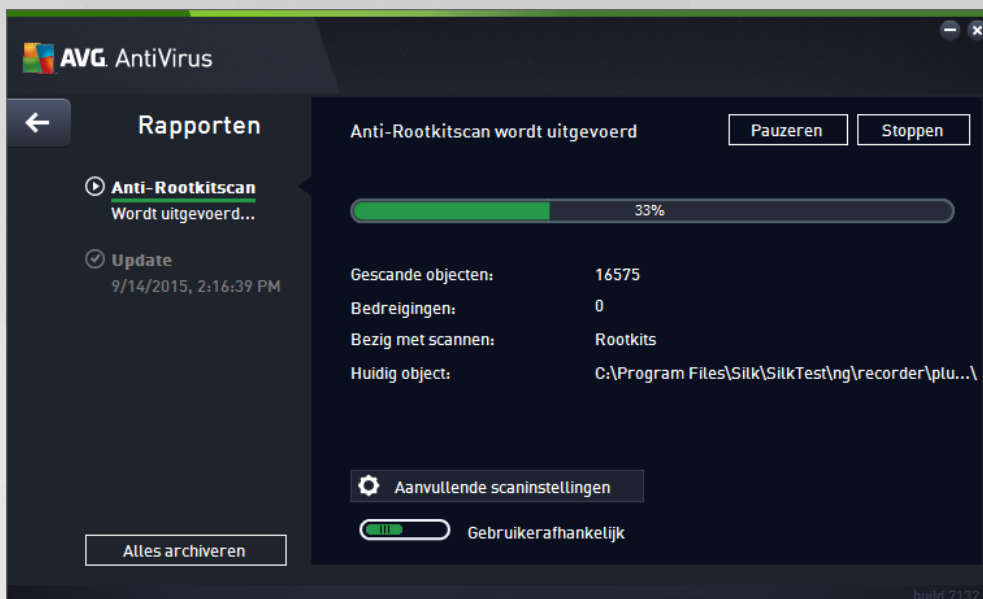 AVG. AntiVirus
Rapporten
Anti-Rootkitscan
Wordt uitgevoerd...
Update
9/14/2015, 2:16:39 PM
Alles archiveren
Anti-Rootkitscan wordt uitgevoerd
Pauzeren
Stoppen
33%
Gescande objecten: 16575
Bedreigingen: 0
Bezig met scannen: Rootkits
Huidig object: C:\Program Files\Silk\SilkTest\ng\recorder\plu...\
Aanvullende scaninstellingen
Gebruikerafhankelijk
build 7132